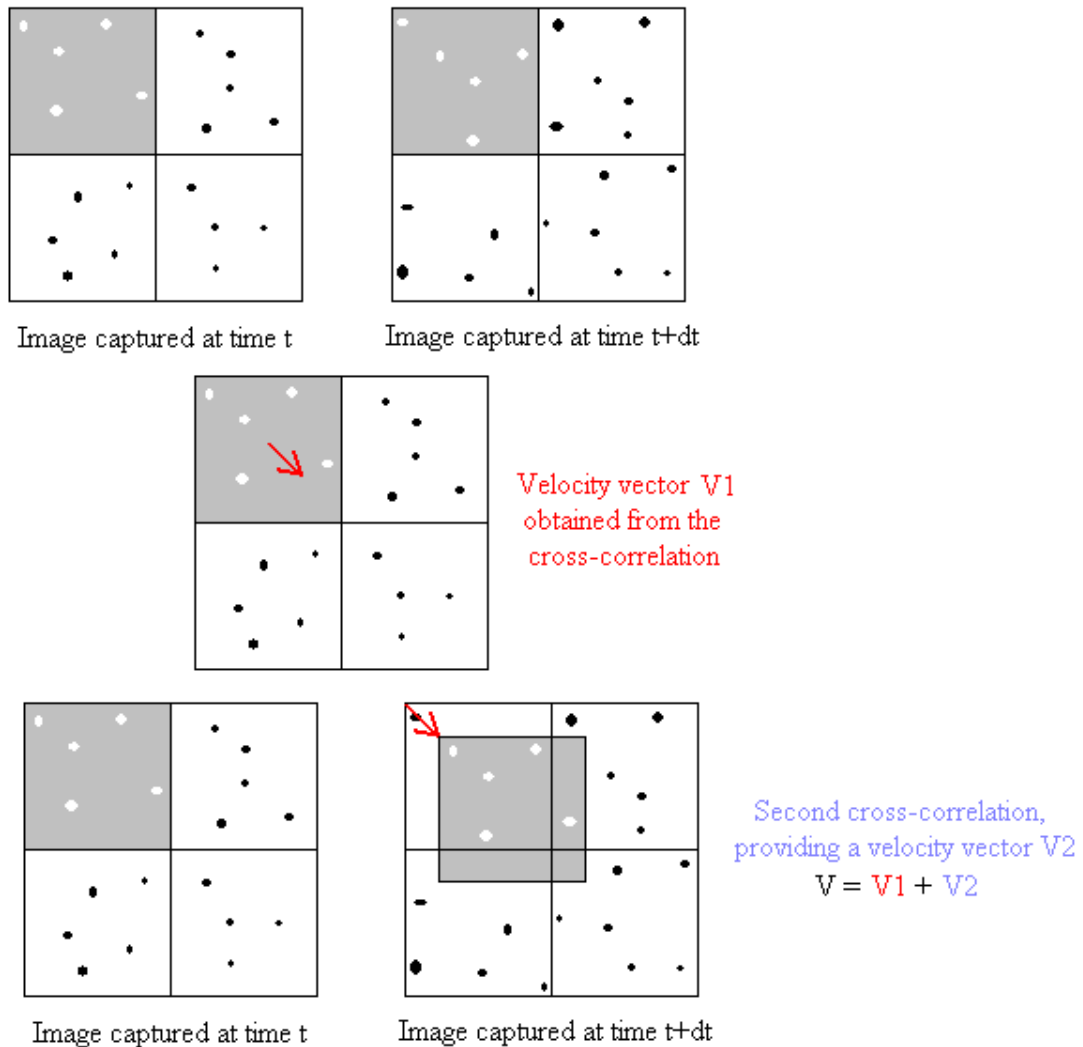 Image captured at time t
Image captured at time t+dt
Velocity vector V1
obtained from the
cross-correlation
Second cross-correlation,
providing a velocity vector V2
V = V1 + V2
Image captured at time t
Image captured at time t+dt